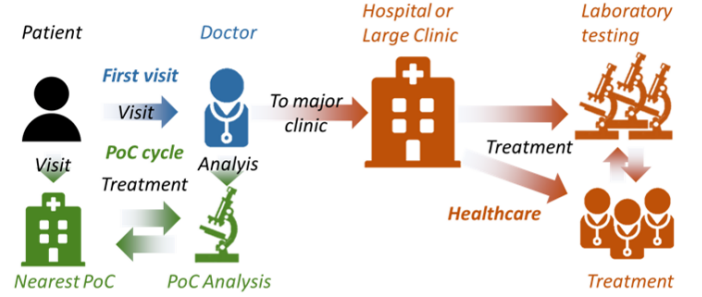 Patient
Doctor
Hospital or
Large Clinic
Laboratory
testing
First visit
Visit
To major
clinic
PoC cycle
Visit
Analyis
Treatment
Treatment
Healthcare
Nearest PoC
PoC Analysis
Treatment